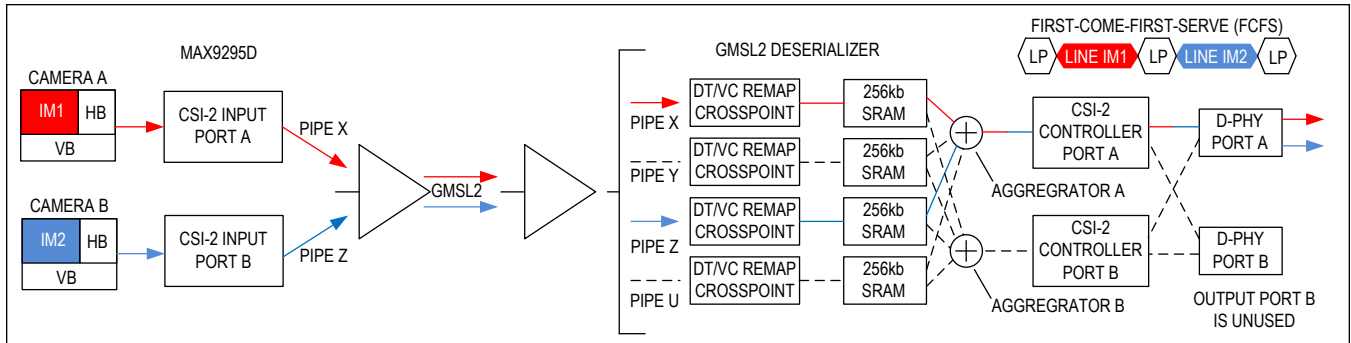 FIRST-COME-FIRST-SERVE (FCFS)
LP
LINE IM1
LP
LINE IM2
LP
MAX9295D
GMSL2 DESERIALIZER
CAMERA A
IM1
HB
VB
CSI-2 INPUT
PORT A
PIPE X
CAMERA B
IM2
HB
VB
CSI-2 INPUT
PORT B
PIPE Z
GMSL2
PIPE X
DT/VC REMAP
CROSSPOINT
256kb
SRAM
PIPE Y
DT/VC REMAP
CROSSPOINT
256kb
SRAM
PIPE Z
DT/VC REMAP
CROSSPOINT
256kb
SRAM
PIPE U
DT/VC REMAP
CROSSPOINT
256kb
SRAM
AGGREGRATOR A
AGGREGRATOR B
CSI-2
CONTROLLER
PORT A
CSI-2
CONTROLLER
PORT B
D-PHY
PORT A
D-PHY
PORT B
OUTPUT PORT B
IS UNUSED